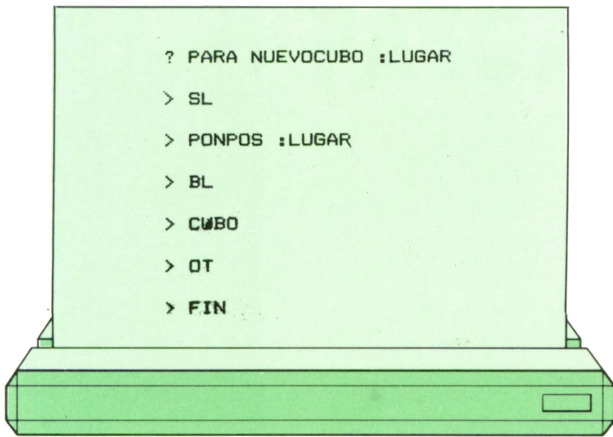 ? PARA NUEVOCUBO :LUGAR
> SL
> PONPOS :LUGAR
> BL
> CUBO
> OT
> FIN